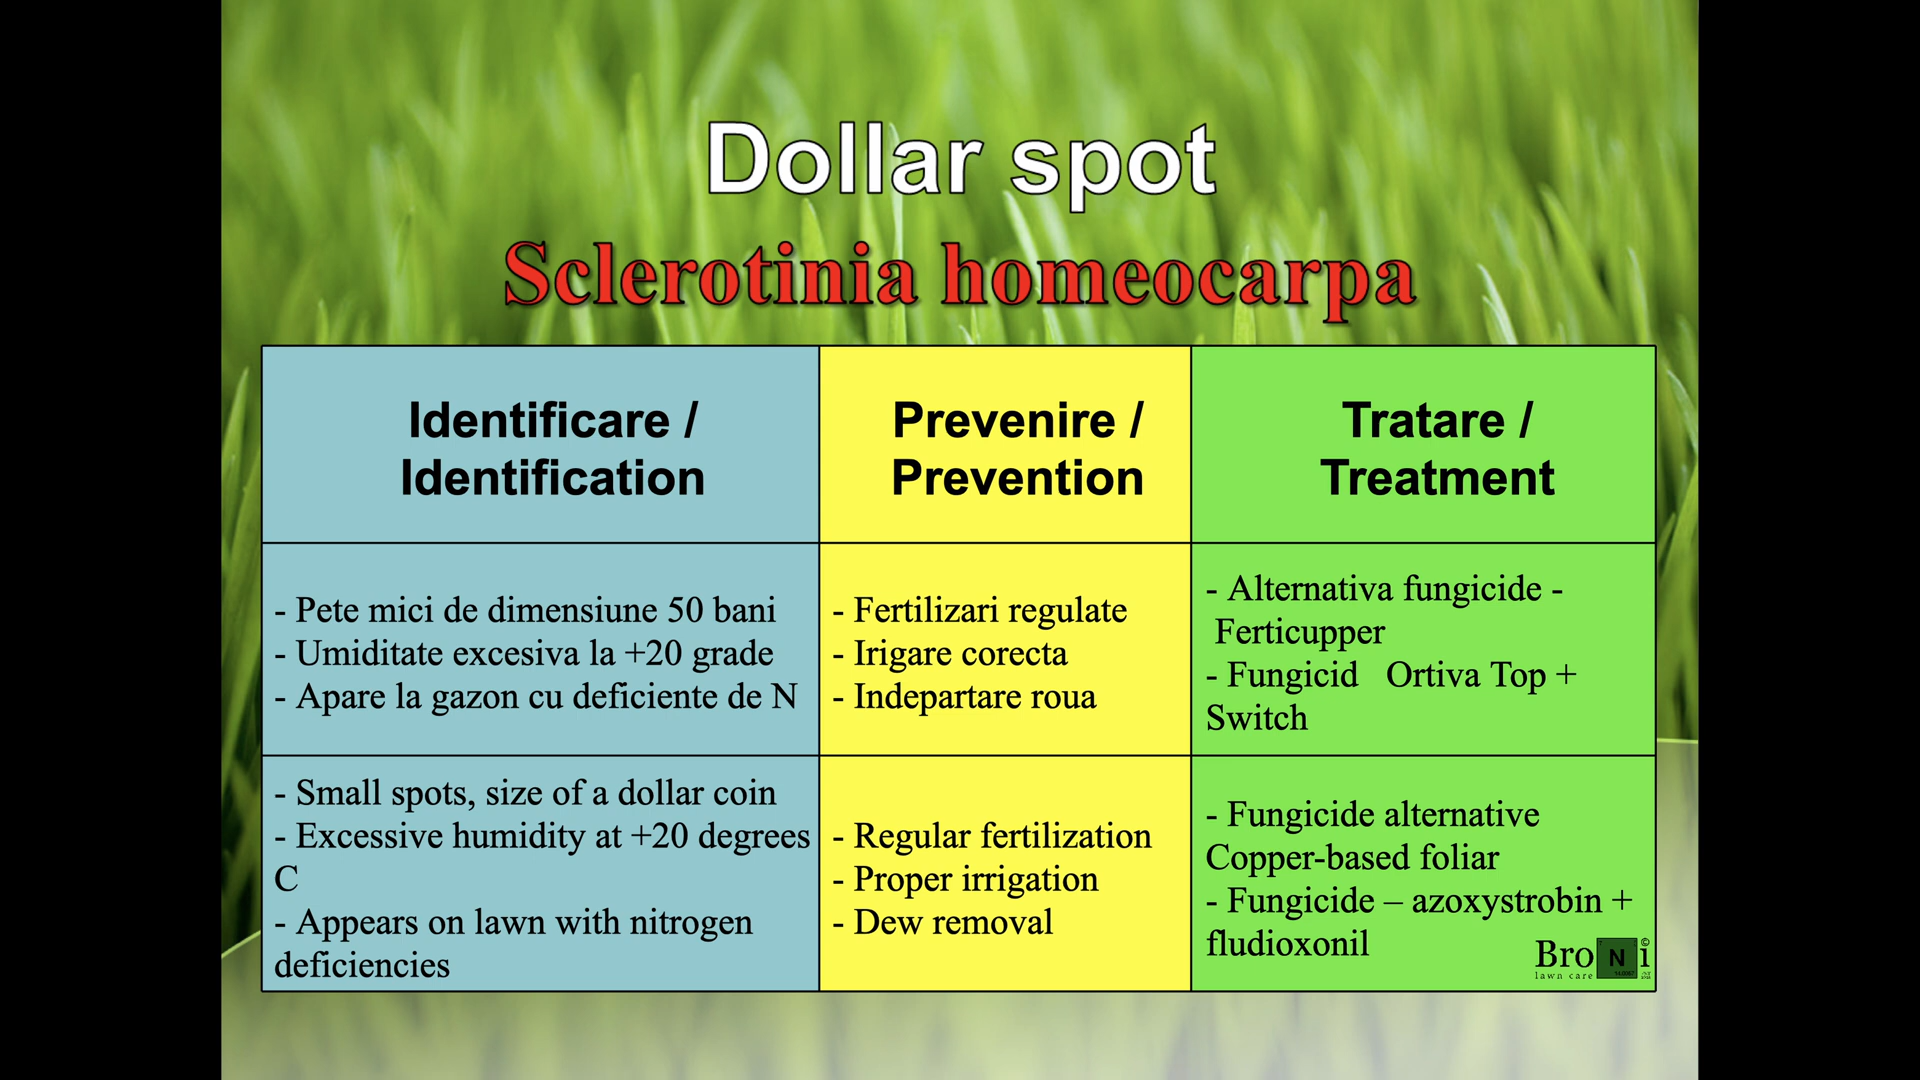 Dollar spot
Sclerotinia homeocarpa
Identificare /
Identification
Prevenire /
Prevention
Tratare /
Treatment
- Pete mici de dimensiune 50 bani
- Umiditate excesiva la +20 grade
- Apare la gazon cu deficiente de N
- Fertilizari regulate
- Irigare corecta
- Indepartare roua
- Alternativa fungicide -
Ferticupper
- Fungicid Ortiva Top +
Switch
- Small spots, size of a dollar coin
- Excessive humidity at +20 degrees
C
- Appears on lawn with nitrogen
deficiencies
- Regular fertilization
- Proper irrigation
- Dew removal
- Fungicide alternative
Copper-based foliar
- Fungicide – azoxystrobin +
fludioxonil
BroNi ©
lawn care